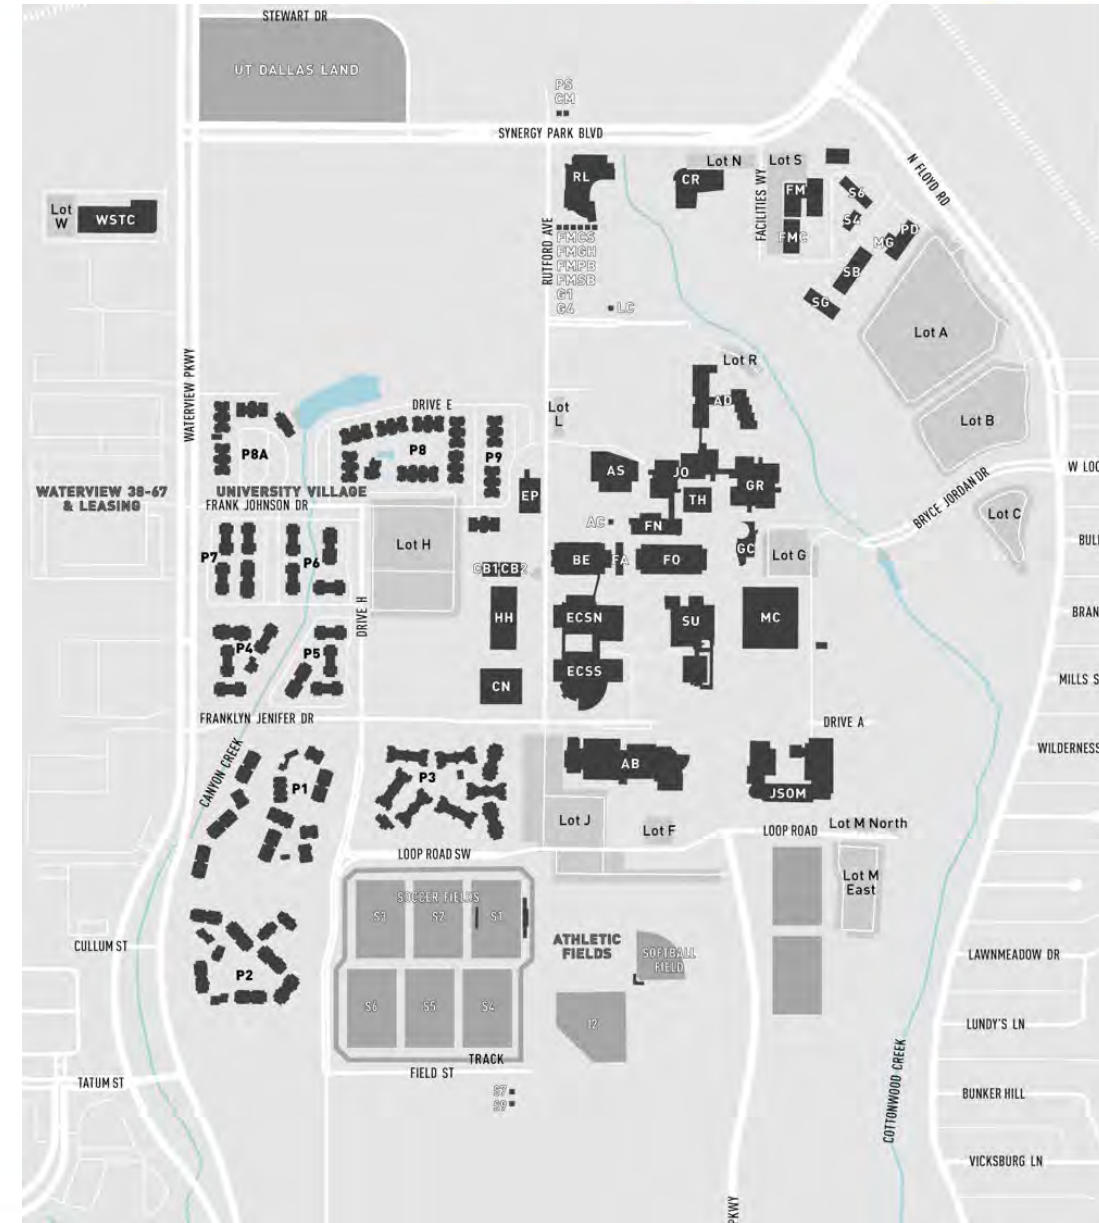 STEWART DR
UT DALLAS LAND
PS
CM
SYNERGY PARK BLVD
Lot N
Lot S
N FLOYD RD
RL
CR
FACILITIES WY
FM
S6
S4
PD
MG
FMC
SB
SG
Lot
W
WSTC
RUTFORD AVE
FMCS
FMGH
FMPB
FMSB
G1
G4
LC
Lot A
WATERVIEW PKWY
Lot R
DRIVE E
Lot
L
AD
Lot B
P8A
P8
P9
AS
JO
GR
BRYCE JORDAN DR
W LOO
WATERVIEW 38-67
& LEASING
UNIVERSITY VILLAGE
FRANK JOHNSON DR
EP
TH
AC
FN
Lot C
P7
P6
Lot H
GC
Lot G
BUL
CB1
CB2
BE
FA
FO
DRIVE H
HH
ECSN
SU
MC
BRAN
P4
P5
CN
ECSS
MILLS S
FRANKLYN JENIFER DR
DRIVE A
CANYON CREEK
P1
P3
AB
JSOM
WILDERNESS
Lot J
Lot F
LOOP ROAD
Lot M North
LOOP ROAD SW
Lot M
East
SOCCER FIELDS
S3
S2
S1
CULLUM ST
P2
ATHLETIC
FIELDS
SOFTBALL
FIELD
LAWNMEADOW DR
S6
S5
S4
12
LUNDY'S LN
TRACK
FIELD ST
TATUM ST
S7
S9
COTTONWOOD CREEK
BUNKER HILL
VICKSBURG LN
PKWY